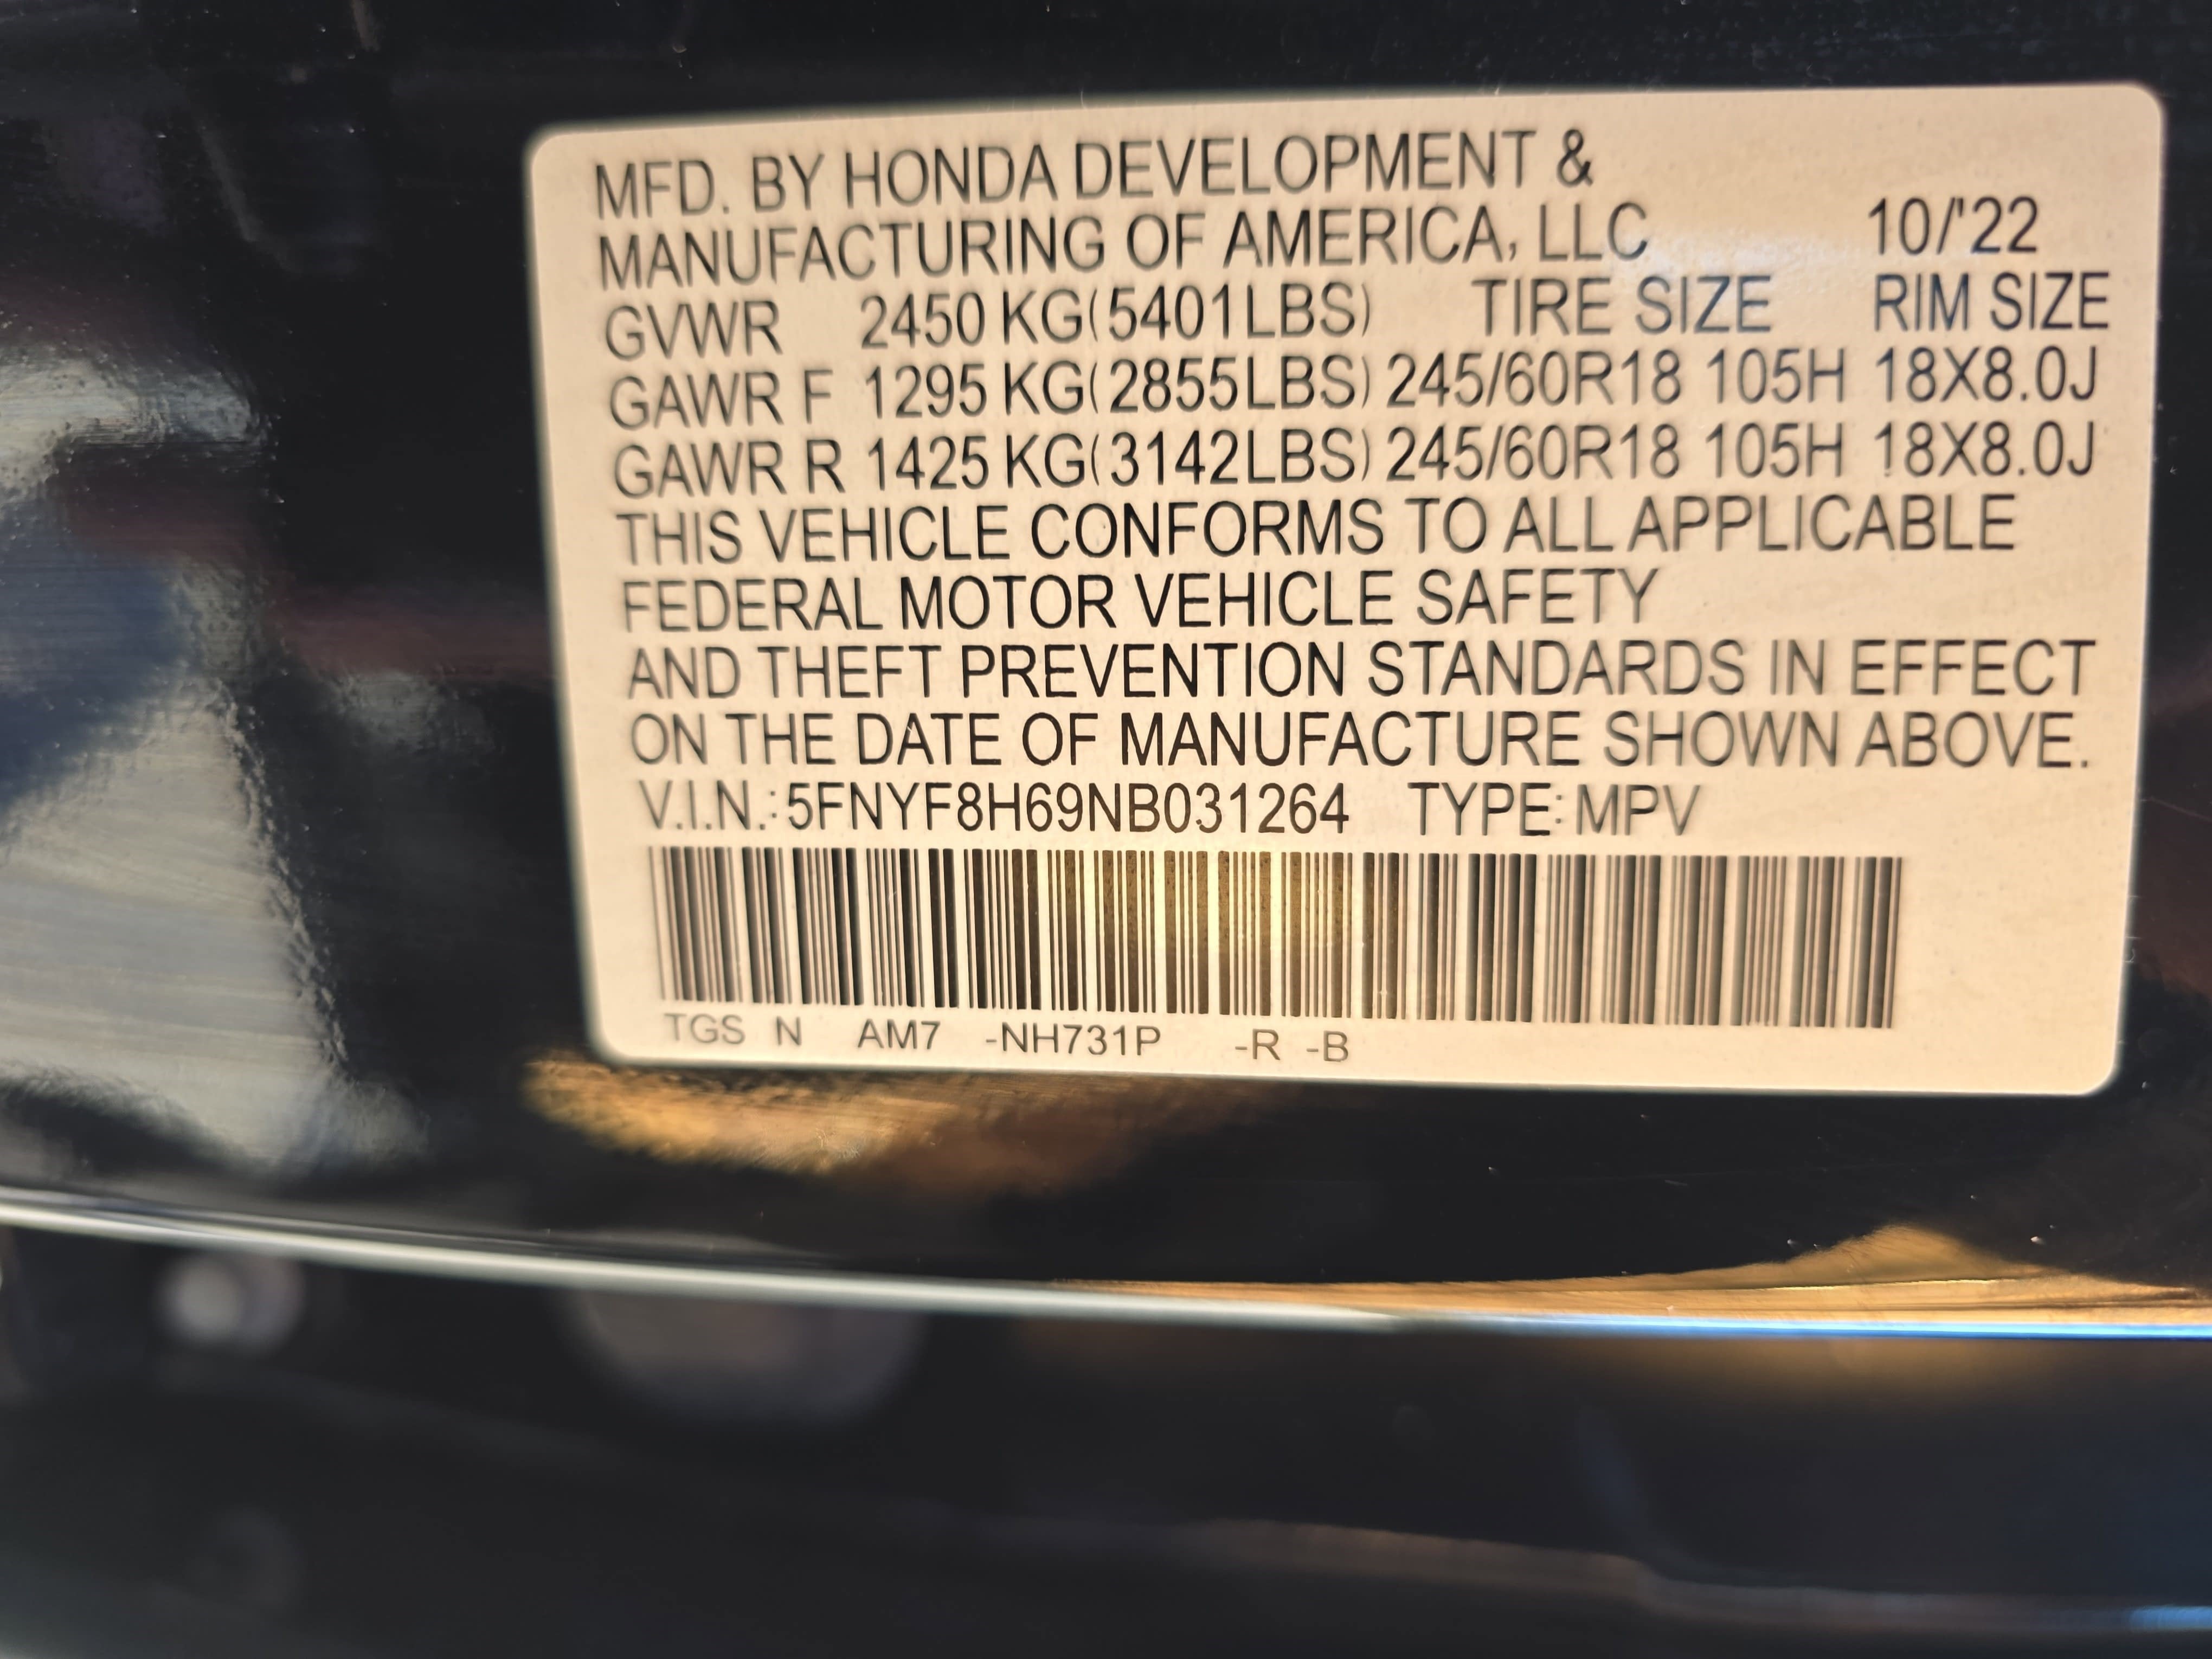 MFD. BY HONDA DEVELOPMENT &
MANUFACTURING OF AMERICA, LLC 10/'22
GVWR 2450 KG(5401LBS) TIRE SIZE RIM SIZE
GAWR F 1295 KG(2855LBS) 245/60R18 105H 18X8.0J
GAWR R 1425 KG(3142LBS) 245/60R18 105H 18X8.0J
THIS VEHICLE CONFORMS TO ALL APPLICABLE
FEDERAL MOTOR VEHICLE SAFETY
AND THEFT PREVENTION STANDARDS IN EFFECT
ON THE DATE OF MANUFACTURE SHOWN ABOVE.
V.I.N.:5FNYF8H69NB031264 TYPE: MPV
TGS N AM7 -NH731P -R -B